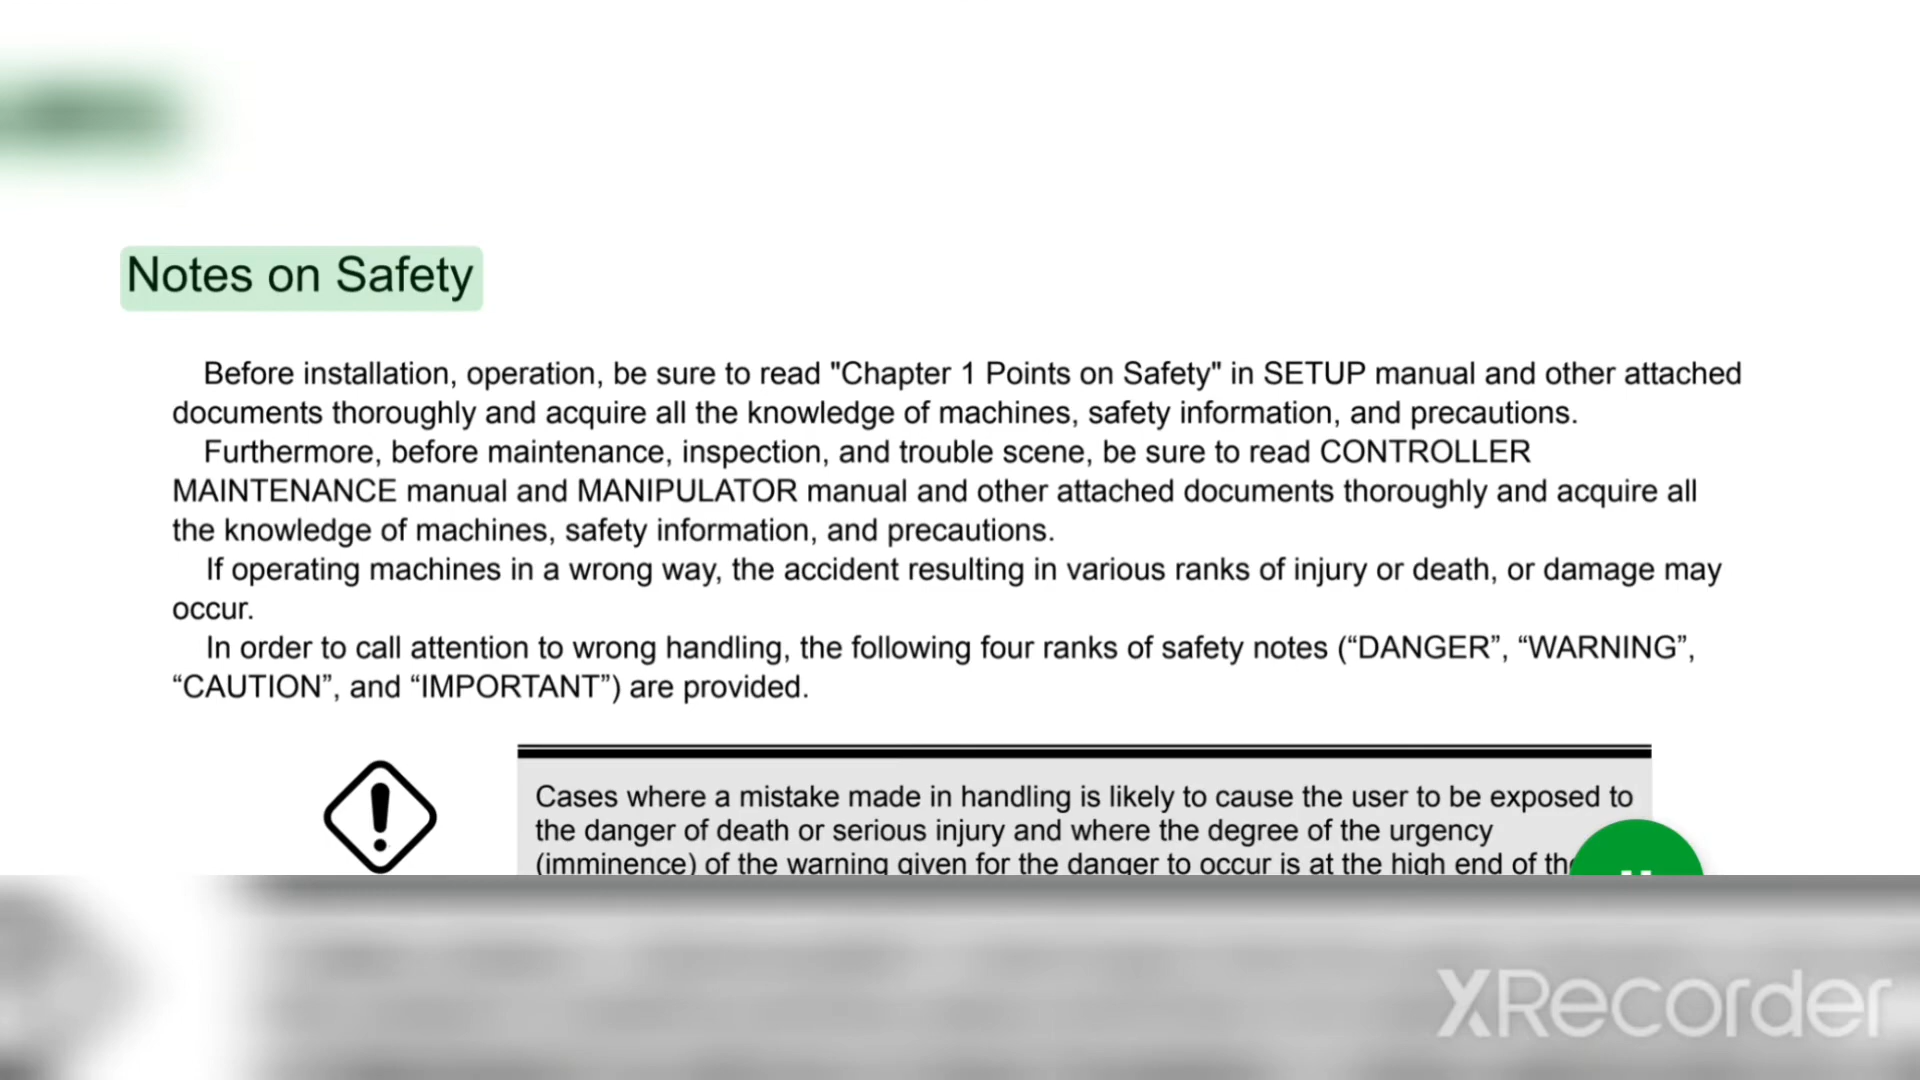 Notes on Safety
Before installation, operation, be sure to read "Chapter 1 Points on Safety" in SETUP manual and other attached
documents thoroughly and acquire all the knowledge of machines, safety information, and precautions.
Furthermore, before maintenance, inspection, and trouble scene, be sure to read CONTROLLER
MAINTENANCE manual and MANIPULATOR manual and other attached documents thoroughly and acquire all
the knowledge of machines, safety information, and precautions.
If operating machines in a wrong way, the accident resulting in various ranks of injury or death, or damage may
occur.
In order to call attention to wrong handling, the following four ranks of safety notes (“DANGER”, “WARNING”,
“CAUTION”, and “IMPORTANT”) are provided.
Cases where a mistake made in handling is likely to cause the user to be exposed to
the danger of death or serious injury and where the degree of the urgency
(imminence) of the warning given for the danger to occur is at the high end of the
XRecorder